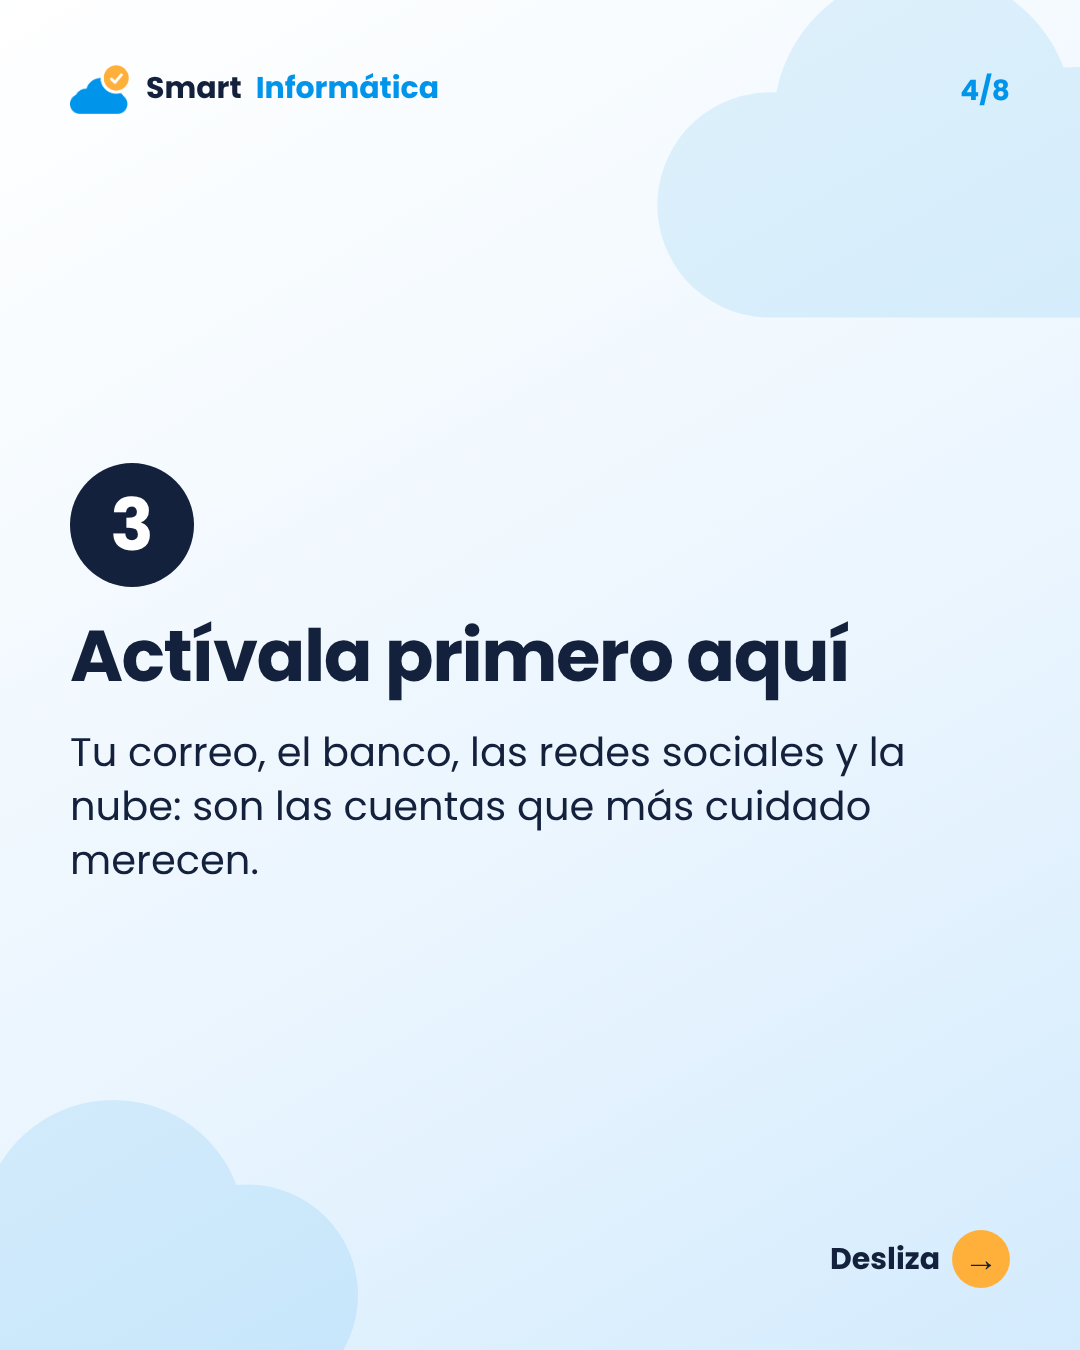 Smart Informática
4/8
3
Actívala primero aquí
Tu correo, el banco, las redes sociales y la
nube: son las cuentas que más cuidado
merecen.
Desliza →